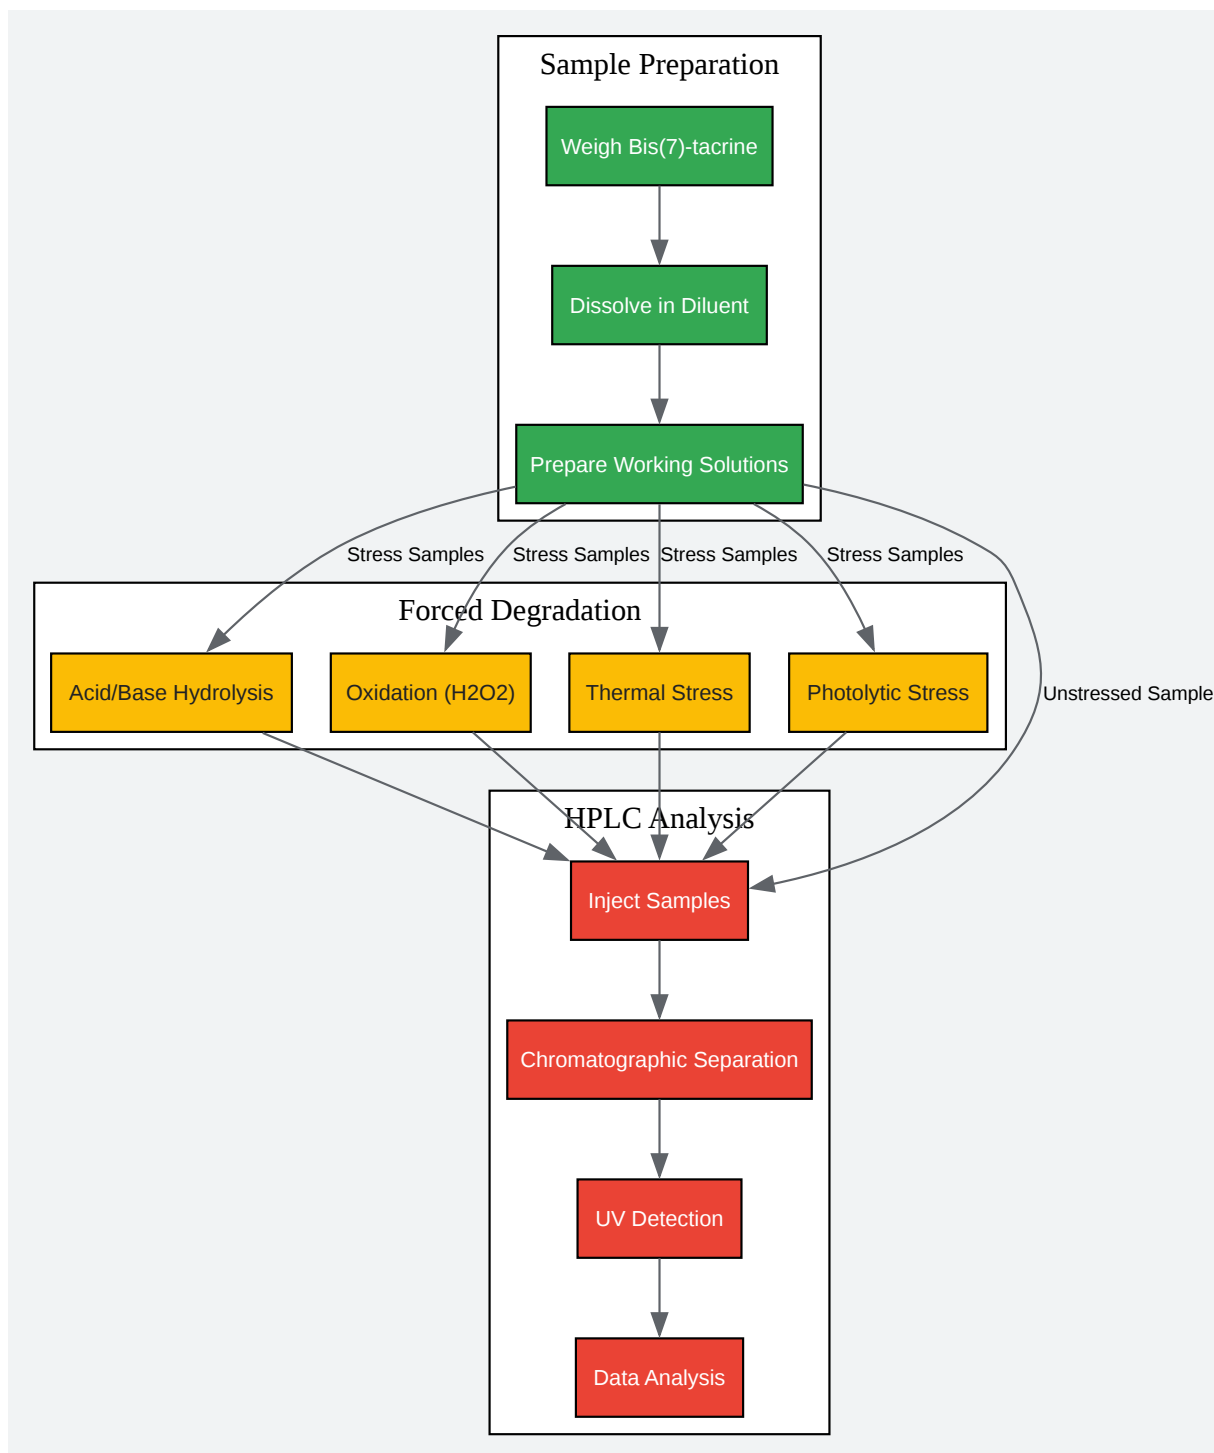 Sample Preparation
Weigh Bis(7)-tacrine
Dissolve in Diluent
Prepare Working Solutions
Stress Samples
Stress Samples
Stress Samples
Stress Samples
Forced Degradation
Acid/Base Hydrolysis
Oxidation (H2O2)
Thermal Stress
Photolytic Stress
Unstressed Sample
HPLC Analysis
Inject Samples
Chromatographic Separation
UV Detection
Data Analysis